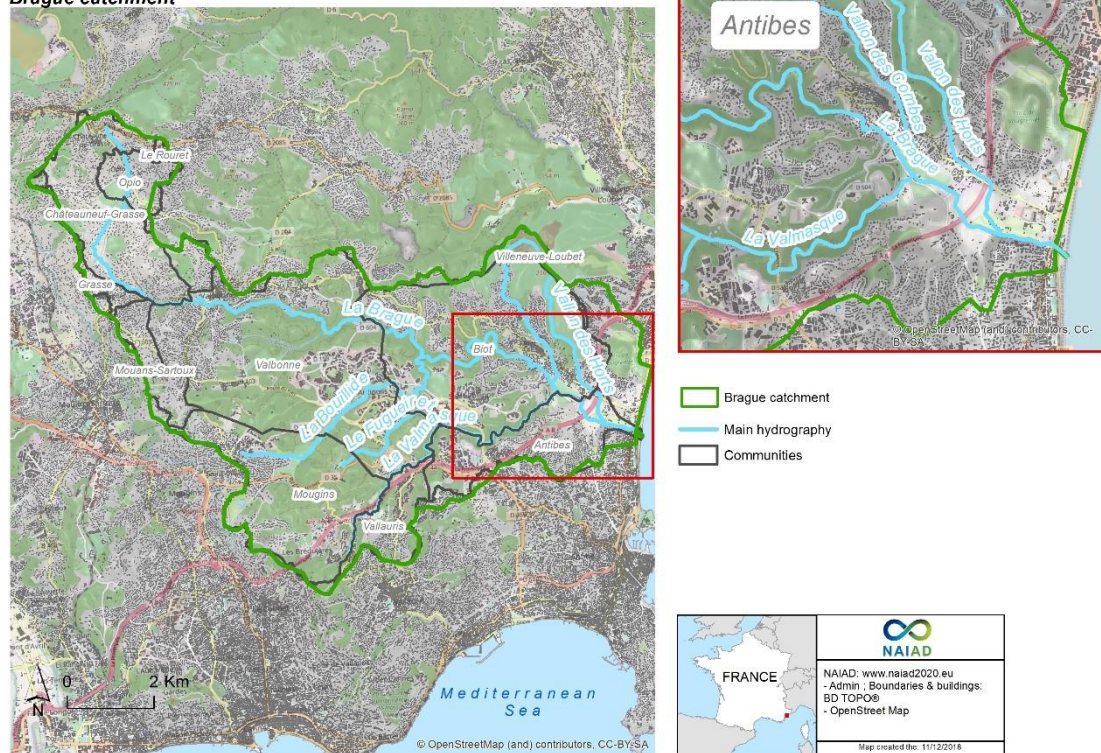 Brague catchment
Le Rouret
Opio
Châteauneuf-Grasse
Grasse
Mouans-Sartoux
Villeneuve-Loubet
La Brague
Vallon des Horts
Biot
Valbonne
La Bouillide
Le Fugueiret
La Valmasque
Antibes
Mougins
Vallauris
D 2085
D 2085
D 604
0 2 Km
N
Mediterranean
Sea
© OpenStreetMap (and) contributors, CC-BY-SA
Antibes
Vallon des Combes
Vallon des Horts
La Brague
D 504
La Valmasque
© OpenStreetMap (and) contributors, CC-
BY-SA
Brague catchment
Main hydrography
Communities
FRANCE
NAIAD
NAIAD: www.naiad2020.eu
- Admin ; Boundaries & buildings:
BD TOPO®
- OpenStreet Map
Map created the: 11/12/2018